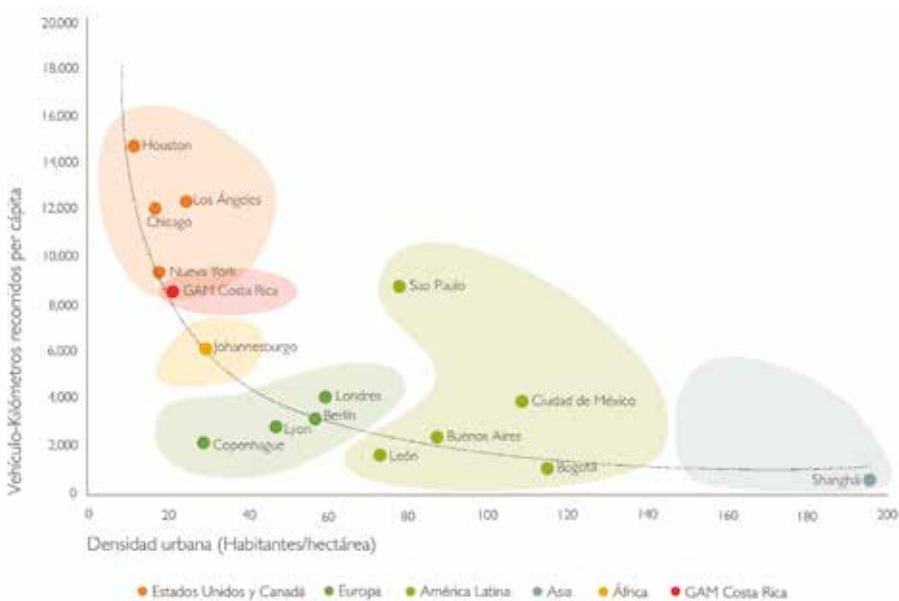 20,000
18,000
16,000
14,000
12,000
10,000
8,000
6,000
4,000
2,000
0
Vehículo-Kilómetros recorridos per cápita
Houston
Los Ángeles
Chicago
Nueva York
GAM Costa Rica
Sao Paulo
Johannesburgo
Londres
Ciudad de México
Berlín
Lyon
Buenos Aires
Copenhague
León
Bogotá
Shanghá
0 20 40 60 80 100 120 140 160 180 200
Densidad urbana (Habitantes/hectárea)
Estados Unidos y Canadá Europa América Latina Asia África GAM Costa Rica